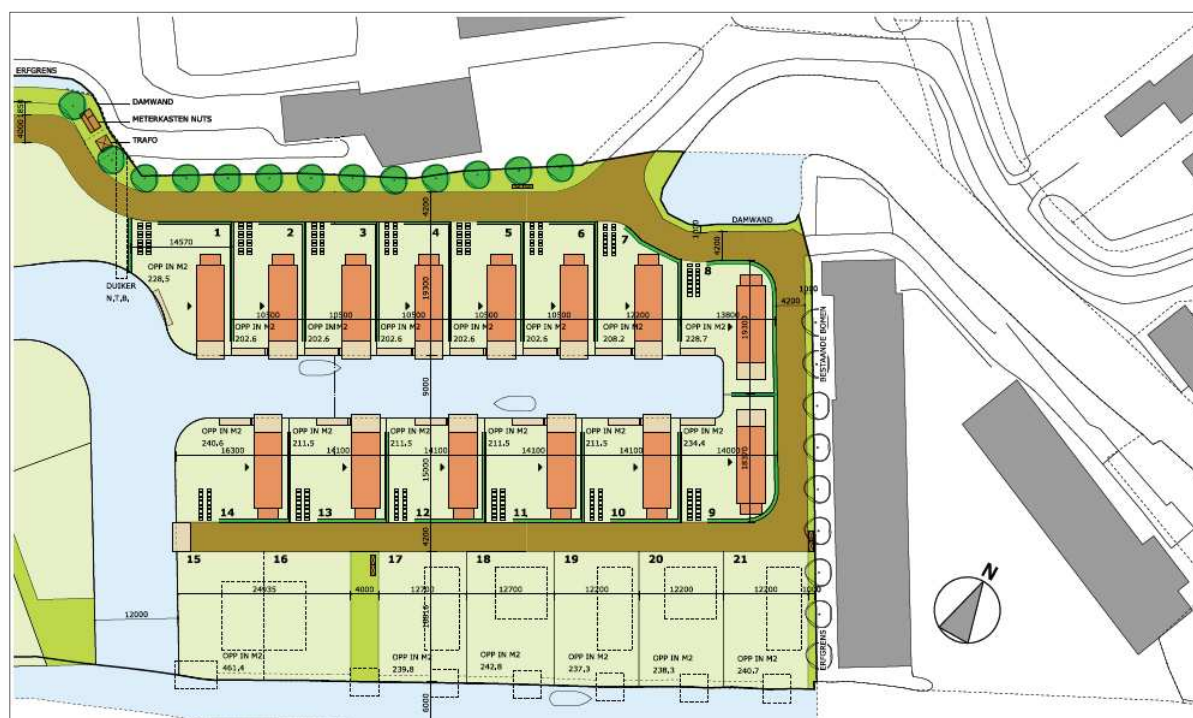 ERFGRENS
DAMWAND
METERKASTEN NUTS
TRAFO
1850
4000
4200
DAMWAND
4200
1 2 3 4 5 6 7
8
14570
OPP IN M2
228.5
DUIKER
N.T.B.
19300
4200
10500 10500 10500 10500 10500 12200 13800
19300
OPP IN M2
202.6
OPP IN M2
202.6
OPP IN M2
202.6
OPP IN M2
202.6
OPP IN M2
202.6
OPP IN M2
208.2
OPP IN M2
228.7
BESTAANDE BOMEN
9000
OPP IN M2
240.6
OPP IN M2
211.5
OPP IN M2
211.5
OPP IN M2
211.5
OPP IN M2
211.5
OPP IN M2
234.4
16300 14100 14100 14100 14100 14000
15000
18370
14 13 12 11 10 9
4200
15 16 17 18 19 20 21
24935 4000 12700 12700 12200 12200 12200
12000
OPP IN M2
461.4
OPP IN M2
239.8
OPP IN M2
242.8
OPP IN M2
237.3
OPP IN M2
238.3
OPP IN M2
240.7
ERFGRENS
6000
N